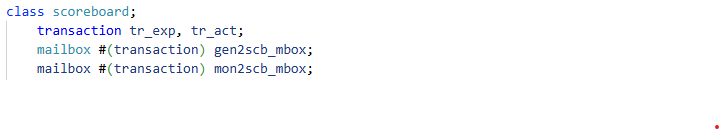 class scoreboard;
    transaction tr_exp, tr_act;
    mailbox #(transaction) gen2scb_mbox;
    mailbox #(transaction) mon2scb_mbox;